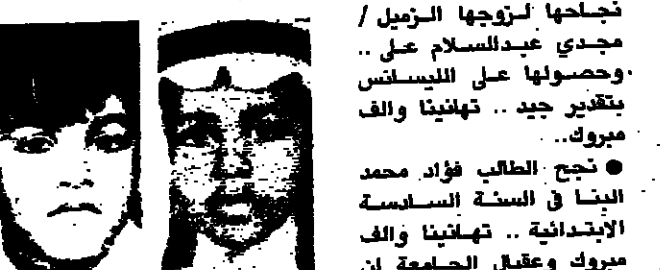 نجاحها لزوجها الزميل /
مجدي عبدالسلام على ..
وحصولها على الليسانس
بتقدير جيد .. تهانينا والف
مبروك..
● نجح الطالب فؤاد محمد
البنا في السنة السادسة
الابتدائية .. تهانينا والف
مبروك وعقبال الجامعة ان